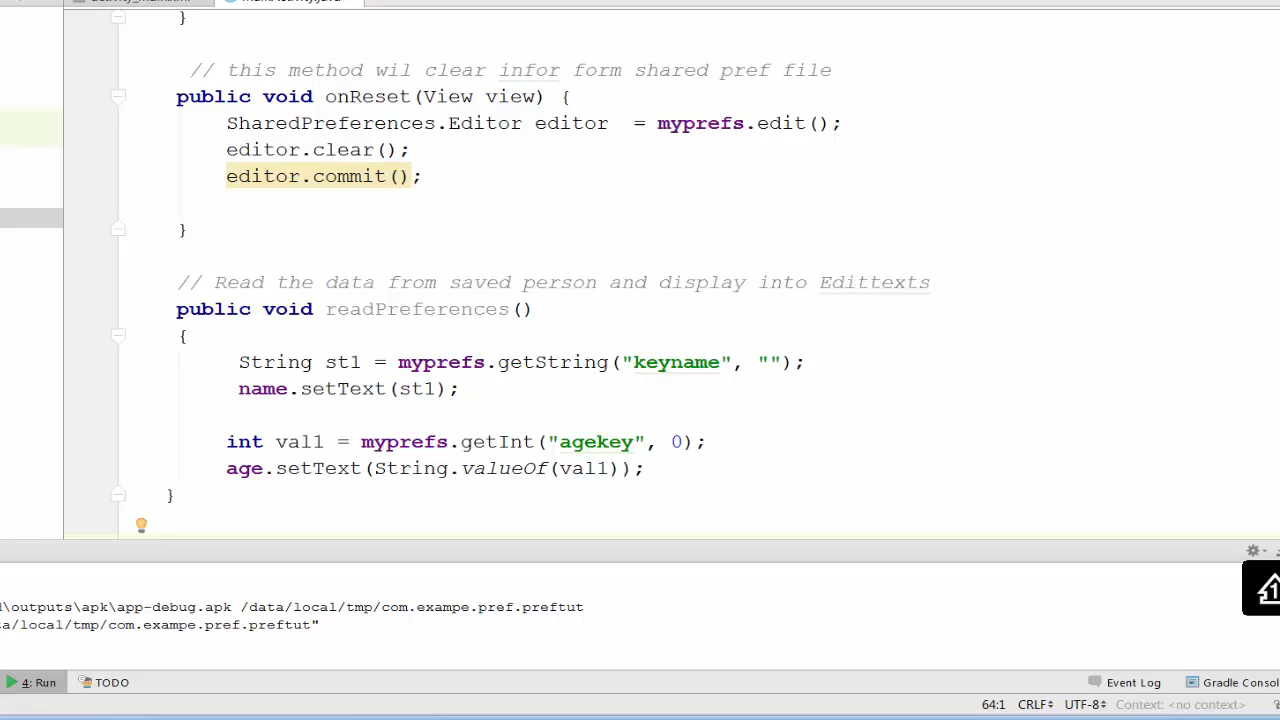 }
// this method wil clear infor form shared pref file
public void onReset(View view) {
SharedPreferences.Editor editor  = myprefs.edit();
editor.clear();
editor.commit();
}
// Read the data from saved person and display into Edittexts
public void readPreferences()
{
String st1 = myprefs.getString("keyname", "");
name.setText(st1);
int val1 = myprefs.getInt("agekey", 0);
age.setText(String.valueOf(val1));
}
\outputs\apk\app-debug.apk /data/local/tmp/com.exampe.pref.preftut
a/local/tmp/com.exampe.pref.preftut"
4: Run TODO Event Log Gradle Consol
64:1 CRLF UTF-8 Context: <no context>